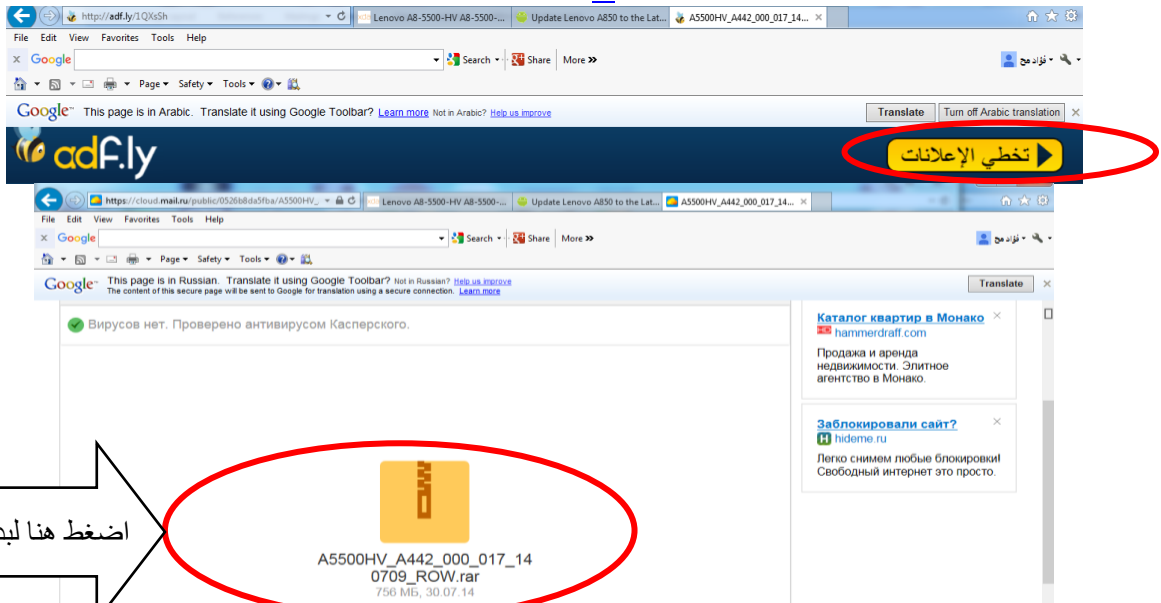 http://adf.ly/1QXsSh
Lenovo A8-5500-HV A8-5500-...
Update Lenovo A850 to the Lat...
A5500HV_A442_000_017_14...
File Edit View Favorites Tools Help
x Google
Search
Share
More »
فؤاد مح
Page Safety Tools
Google™ This page is in Arabic. Translate it using Google Toolbar? Learn more Not in Arabic? Help us improve
Translate
Turn off Arabic translation
adf.ly
تخطي الإعلانات
https://cloud.mail.ru/public/0526b8da5fba/A5500HV_
Lenovo A8-5500-HV A8-5500-...
Update Lenovo A850 to the Lat...
A5500HV_A442_000_017_14...
File Edit View Favorites Tools Help
x Google
Search
Share
More »
فؤاد مح
Page Safety Tools
Google™ This page is in Russian. Translate it using Google Toolbar? Not in Russian? Help us improve
The content of this secure page will be sent to Google for translation using a secure connection. Learn more
Translate
Вирусов нет. Проверено антивирусом Касперского.
Каталог квартир в Монако
hammerdraff.com
Продажа и аренда
недвижимости. Элитное
агентство в Монако.
Заблокировали сайт?
hideme.ru
Легко снимем любые блокировки!
Свободный интернет это просто.
اضغط هنا
A5500HV_A442_000_017_14
0709_ROW.rar
756 МБ, 30.07.14